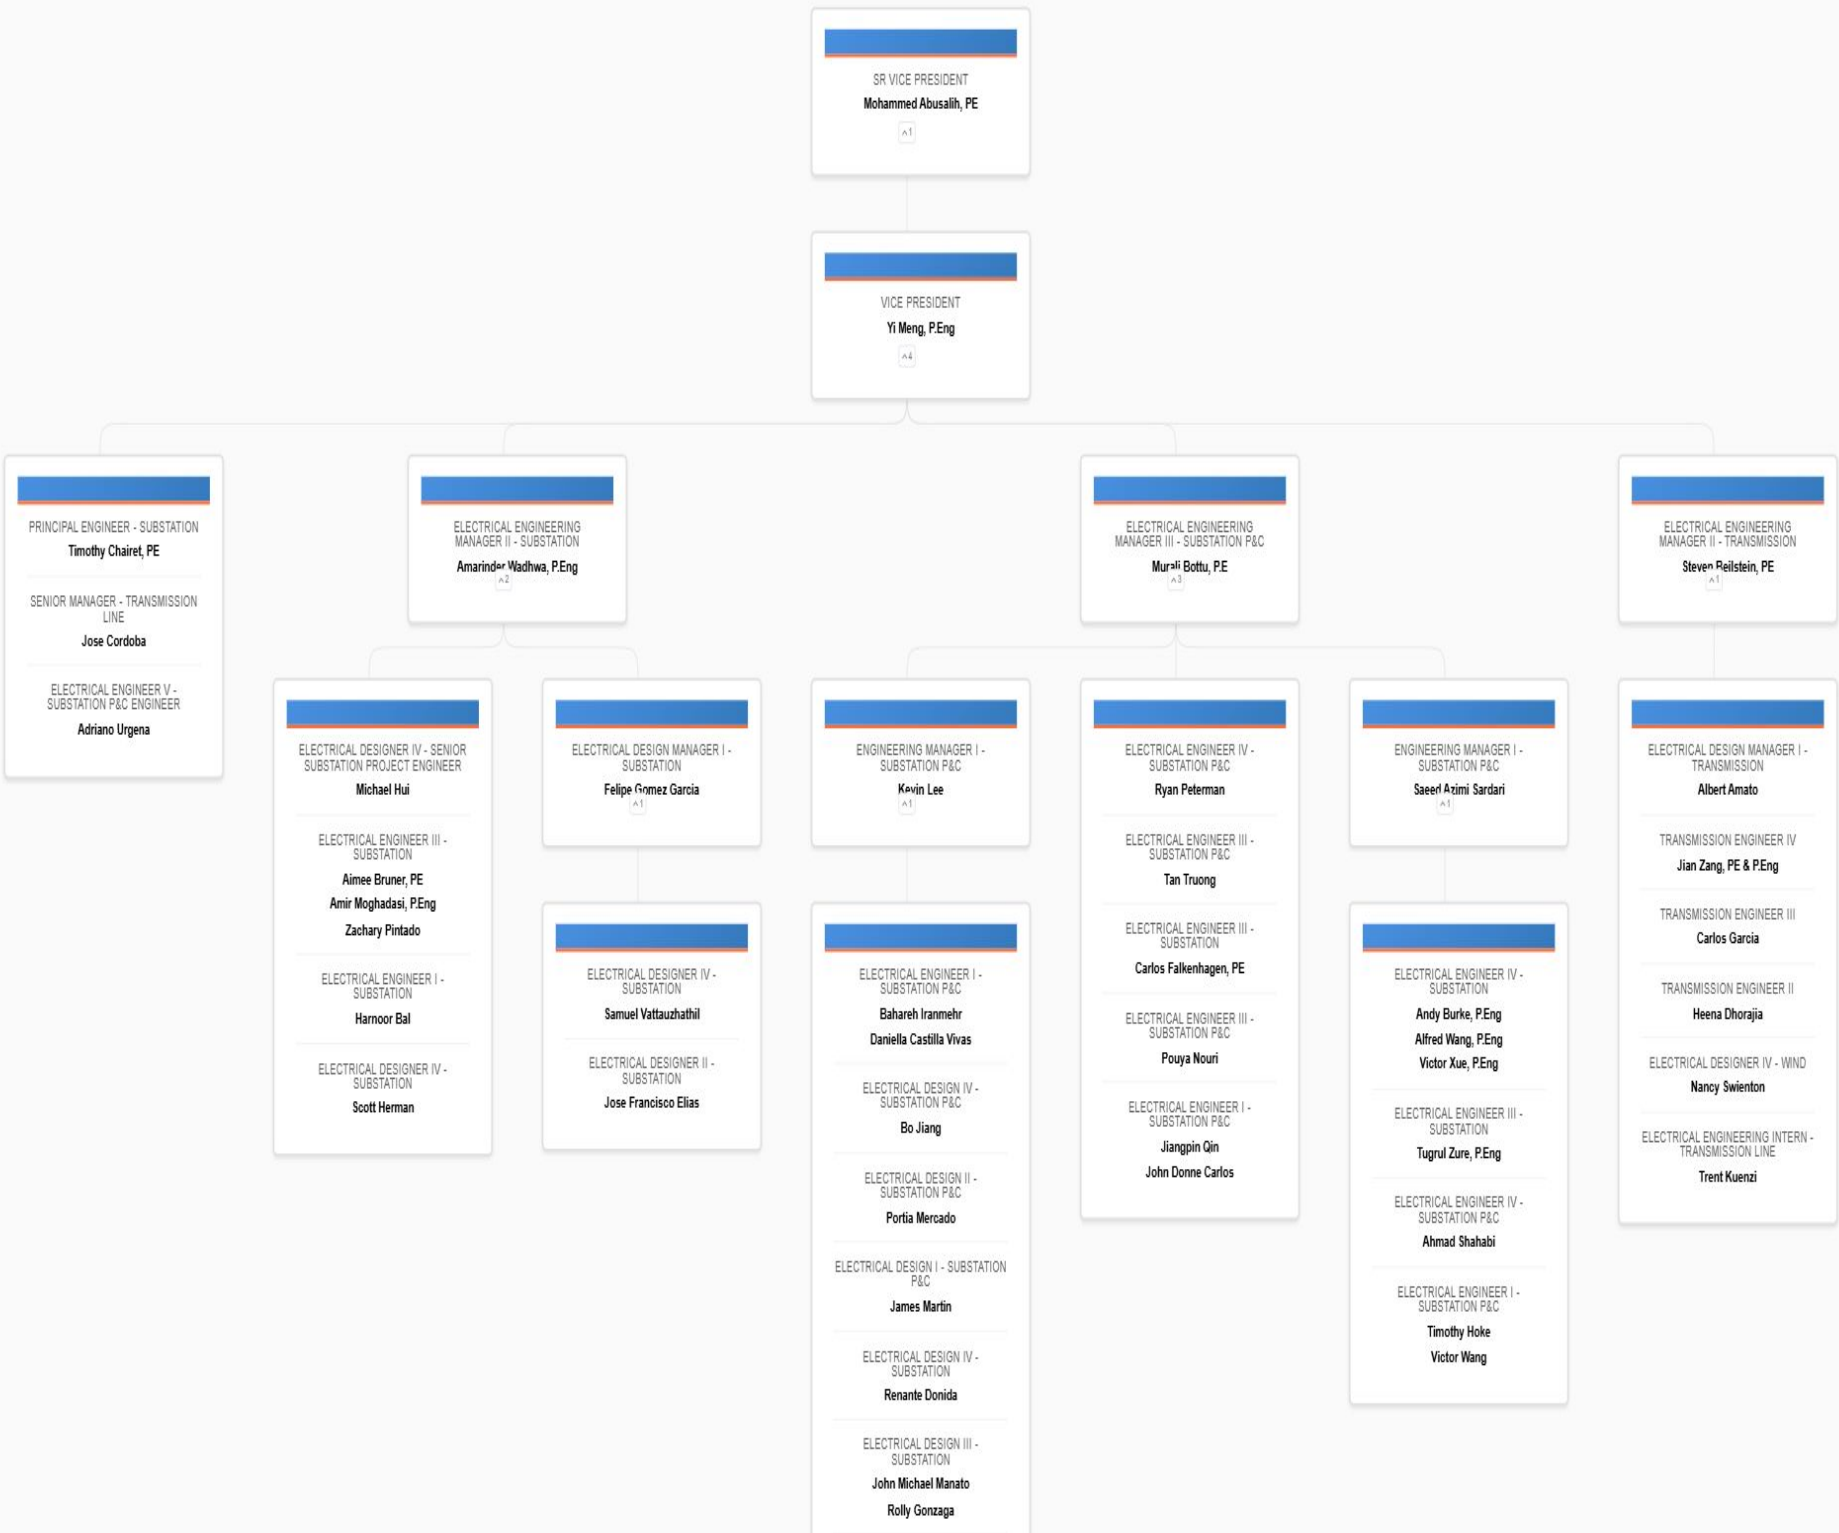 SR VICE PRESIDENT
Mohammed Abusalih, PE
^1
VICE PRESIDENT
Yi Meng, P.Eng
^4
PRINCIPAL ENGINEER - SUBSTATION
Timothy Chairet, PE
SENIOR MANAGER - TRANSMISSION
LINE
Jose Cordoba
ELECTRICAL ENGINEER V -
SUBSTATION P&C ENGINEER
Adriano Urgena
ELECTRICAL ENGINEERING
MANAGER II - SUBSTATION
Amarinder Wadhwa, P.Eng
^2
ELECTRICAL ENGINEERING
MANAGER III - SUBSTATION P&C
Murali Bottu, P.E
^3
ELECTRICAL ENGINEERING
MANAGER II - TRANSMISSION
Steven Beilstein, PE
^1
ELECTRICAL DESIGNER IV - SENIOR
SUBSTATION PROJECT ENGINEER
Michael Hui
ELECTRICAL ENGINEER III -
SUBSTATION
Aimee Bruner, PE
Amir Moghadasi, P.Eng
Zachary Pintado
ELECTRICAL ENGINEER I -
SUBSTATION
Harnoor Bal
ELECTRICAL DESIGNER IV -
SUBSTATION
Scott Herman
ELECTRICAL DESIGN MANAGER I -
SUBSTATION
Felipe Gomez Garcia
^1
ELECTRICAL DESIGNER IV -
SUBSTATION
Samuel Vattauzhathil
ELECTRICAL DESIGNER II -
SUBSTATION
Jose Francisco Elias
ENGINEERING MANAGER I -
SUBSTATION P&C
Kevin Lee
^1
ELECTRICAL ENGINEER I -
SUBSTATION P&C
Bahareh Iranmehr
Daniella Castilla Vivas
ELECTRICAL DESIGN IV -
SUBSTATION P&C
Bo Jiang
ELECTRICAL DESIGN II -
SUBSTATION P&C
Portia Mercado
ELECTRICAL DESIGN I - SUBSTATION
P&C
James Martin
ELECTRICAL DESIGN IV -
SUBSTATION
Renante Donida
ELECTRICAL DESIGN III -
SUBSTATION
John Michael Manato
Rolly Gonzaga
ELECTRICAL ENGINEER IV -
SUBSTATION P&C
Ryan Peterman
ELECTRICAL ENGINEER III -
SUBSTATION P&C
Tan Truong
ELECTRICAL ENGINEER III -
SUBSTATION
Carlos Falkenhagen, PE
ELECTRICAL ENGINEER III -
SUBSTATION P&C
Pouya Nouri
ELECTRICAL ENGINEER I -
SUBSTATION P&C
Jiangpin Qin
John Donne Carlos
ENGINEERING MANAGER I -
SUBSTATION P&C
Saeed Azimi Sardari
^1
ELECTRICAL ENGINEER IV -
SUBSTATION
Andy Burke, P.Eng
Alfred Wang, P.Eng
Victor Xue, P.Eng
ELECTRICAL ENGINEER III -
SUBSTATION
Tugrul Zure, P.Eng
ELECTRICAL ENGINEER IV -
SUBSTATION P&C
Ahmad Shahabi
ELECTRICAL ENGINEER I -
SUBSTATION P&C
Timothy Hoke
Victor Wang
ELECTRICAL DESIGN MANAGER I -
TRANSMISSION
Albert Amato
TRANSMISSION ENGINEER IV
Jian Zang, PE & P.Eng
TRANSMISSION ENGINEER III
Carlos Garcia
TRANSMISSION ENGINEER II
Heena Dhorajia
ELECTRICAL DESIGNER IV - WIND
Nancy Swienton
ELECTRICAL ENGINEERING INTERN -
TRANSMISSION LINE
Trent Kuenzi